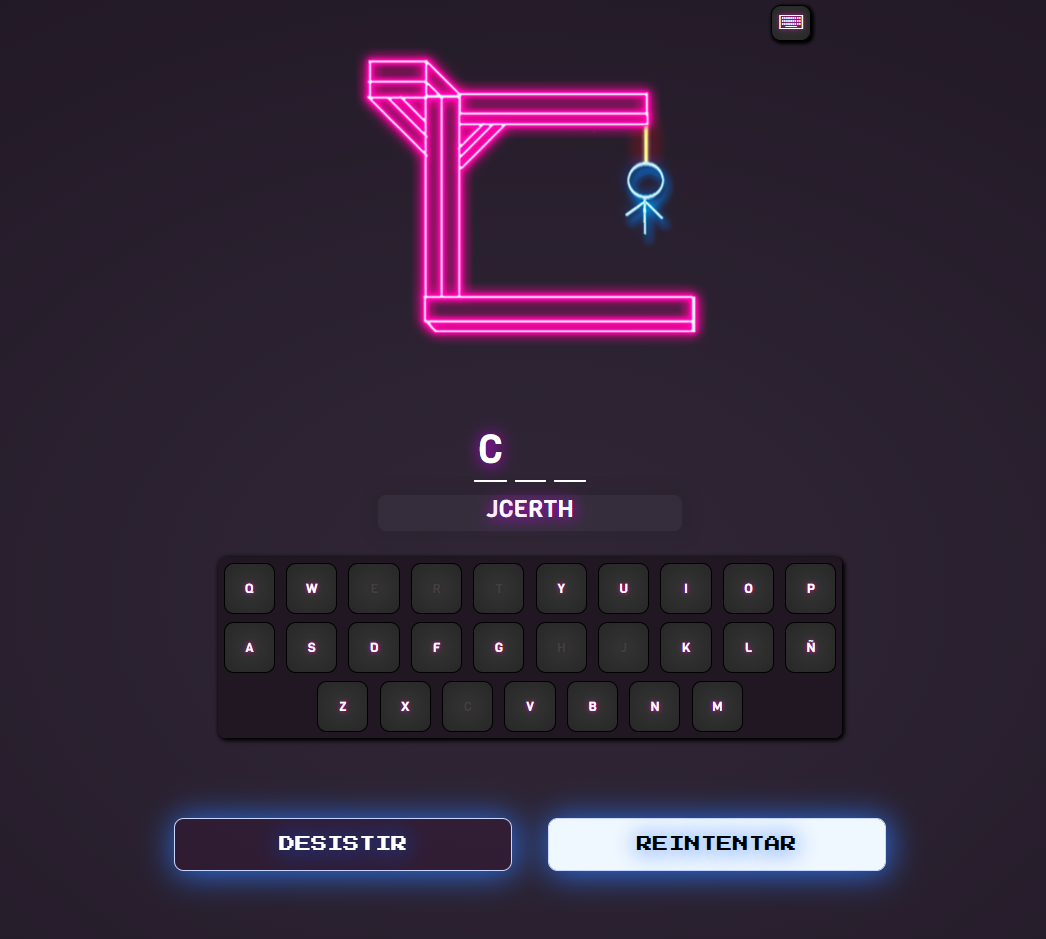 C
JCERTH
Q W E R T Y U I O P
A S D F G H J K L Ñ
Z X C V B N M
DESISTIR REINTENTAR